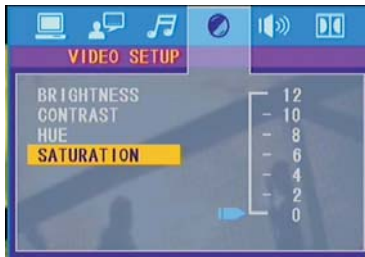 VIDEO SETUP
BRIGHTNESS
CONTRAST
HUE
SATURATION
12
10
8
6
4
2
0